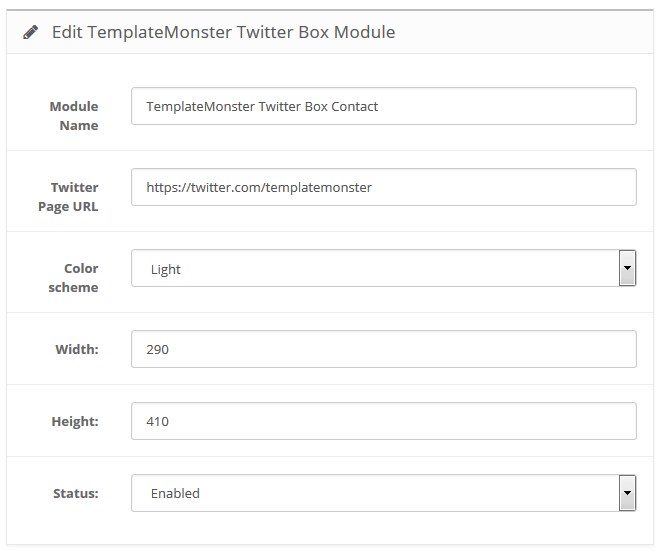 Edit TemplateMonster Twitter Box Module
Module
Name
TemplateMonster Twitter Box Contact
Twitter
Page URL
https://twitter.com/templatemonster
Color
scheme
Light
Width:
290
Height:
410
Status:
Enabled